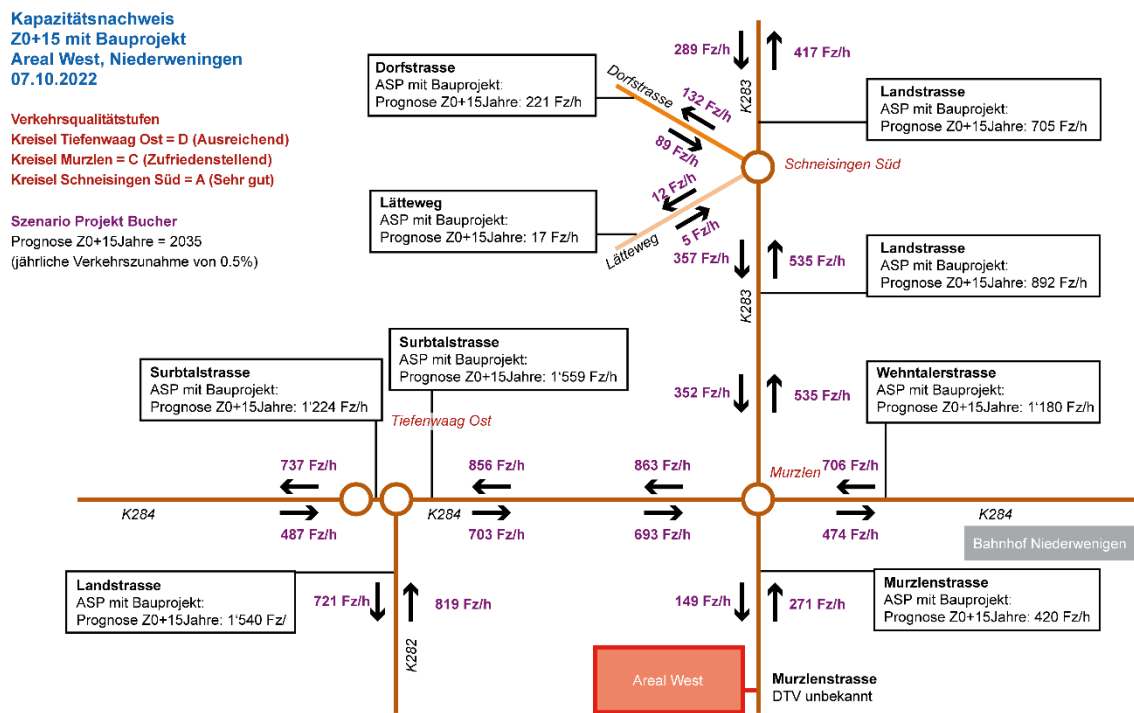 Kapazitätsnachweis
Z0+15 mit Bauprojekt
Areal West, Niederweningen
07.10.2022
Verkehrsqualitätstufen
Kreisel Tiefenwaag Ost = D (Ausreichend)
Kreisel Murzlen = C (Zufriedenstellend)
Kreisel Schneisingen Süd = A (Sehr gut)
Szenario Projekt Bucher
Prognose Z0+15Jahre = 2035
(jährliche Verkehrszunahme von 0.5%)
Dorfstrasse
ASP mit Bauprojekt:
Prognose Z0+15Jahre: 221 Fz/h
Dorfstrasse
132 Fz/h
89 Fz/h
289 Fz/h
417 Fz/h
K283
Landstrasse
ASP mit Bauprojekt:
Prognose Z0+15Jahre: 705 Fz/h
Schneisingen Süd
Lätteweg
ASP mit Bauprojekt:
Prognose Z0+15Jahre: 17 Fz/h
12 Fz/h
5 Fz/h
Lätteweg
357 Fz/h
535 Fz/h
K283
Landstrasse
ASP mit Bauprojekt:
Prognose Z0+15Jahre: 892 Fz/h
Surbtalstrasse
ASP mit Bauprojekt:
Prognose Z0+15Jahre: 1'224 Fz/h
Surbtalstrasse
ASP mit Bauprojekt:
Prognose Z0+15Jahre: 1'559 Fz/h
Tiefenwaag Ost
352 Fz/h
535 Fz/h
Wehntalerstrasse
ASP mit Bauprojekt:
Prognose Z0+15Jahre: 1'180 Fz/h
Murzlen
737 Fz/h
856 Fz/h
863 Fz/h
706 Fz/h
K284
K284
K284
487 Fz/h
703 Fz/h
693 Fz/h
474 Fz/h
Bahnhof Niederwenigen
Landstrasse
ASP mit Bauprojekt:
Prognose Z0+15Jahre: 1'540 Fz/
721 Fz/h
819 Fz/h
K282
149 Fz/h
271 Fz/h
Murzlenstrasse
ASP mit Bauprojekt:
Prognose Z0+15Jahre: 420 Fz/h
Areal West
Murzlenstrasse
DTV unbekannt